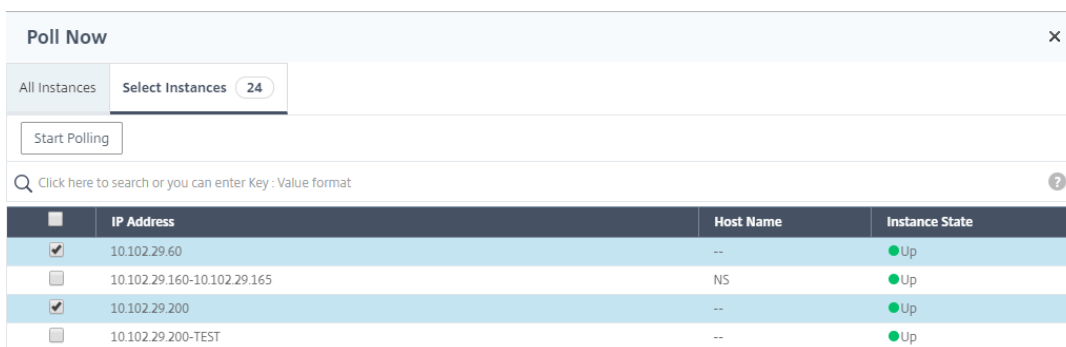 Poll Now ×
All Instances Select Instances 24
Start Polling
Click here to search or you can enter Key : Value format ?
IP Address Host Name Instance State
10.102.29.60 -- Up
10.102.29.160-10.102.29.165 NS Up
10.102.29.200 -- Up
10.102.29.200-TEST -- Up